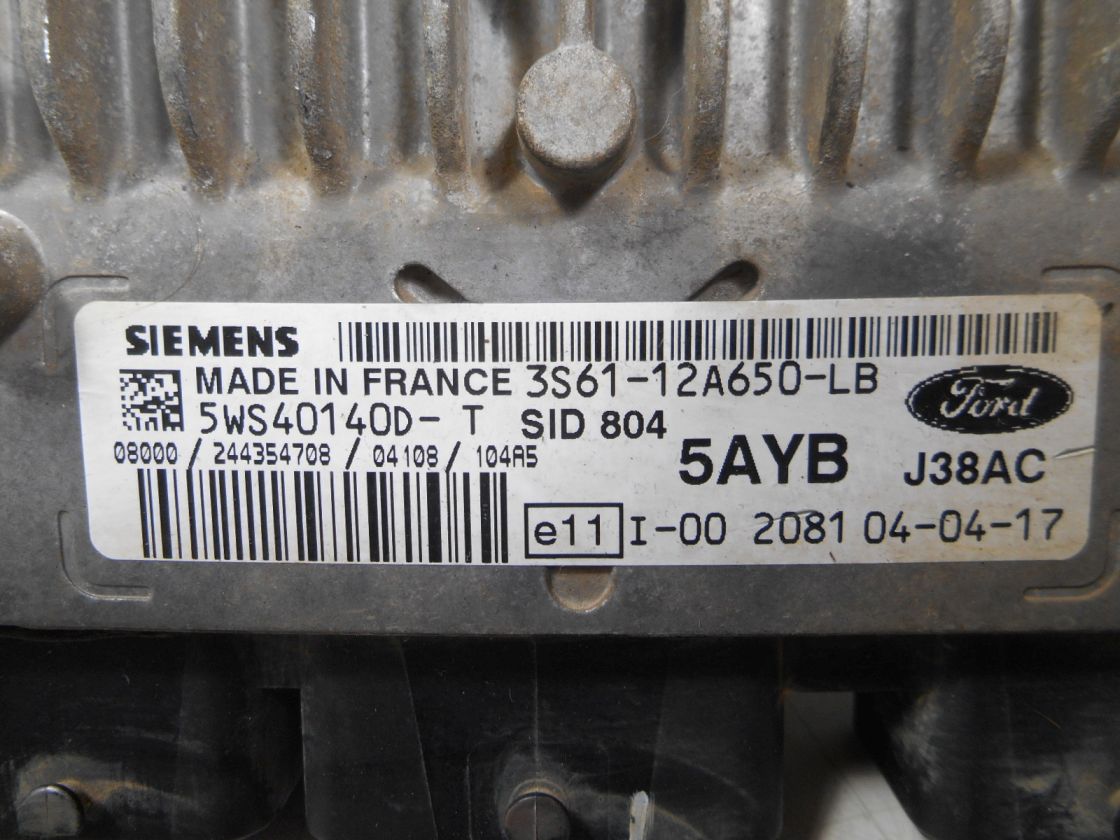 SIEMENS
MADE IN FRANCE 3S61-12A650-LB
Ford
5WS40140D- T SID 804
08000 / 244354708 / 04108 / 104A5
5AYB J38AC
e11 I-00 2081 04-04-17